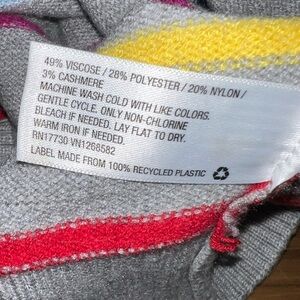 49% VISCOSE / 28% POLYESTER / 20% NYLON /
3% CASHMERE
MACHINE WASH COLD WITH LIKE COLORS.
GENTLE CYCLE. ONLY NON-CHLORINE
BLEACH IF NEEDED. LAY FLAT TO DRY.
WARM IRON IF NEEDED.
RN17730 VN1268582
LABEL MADE FROM 100% RECYCLED PLASTIC